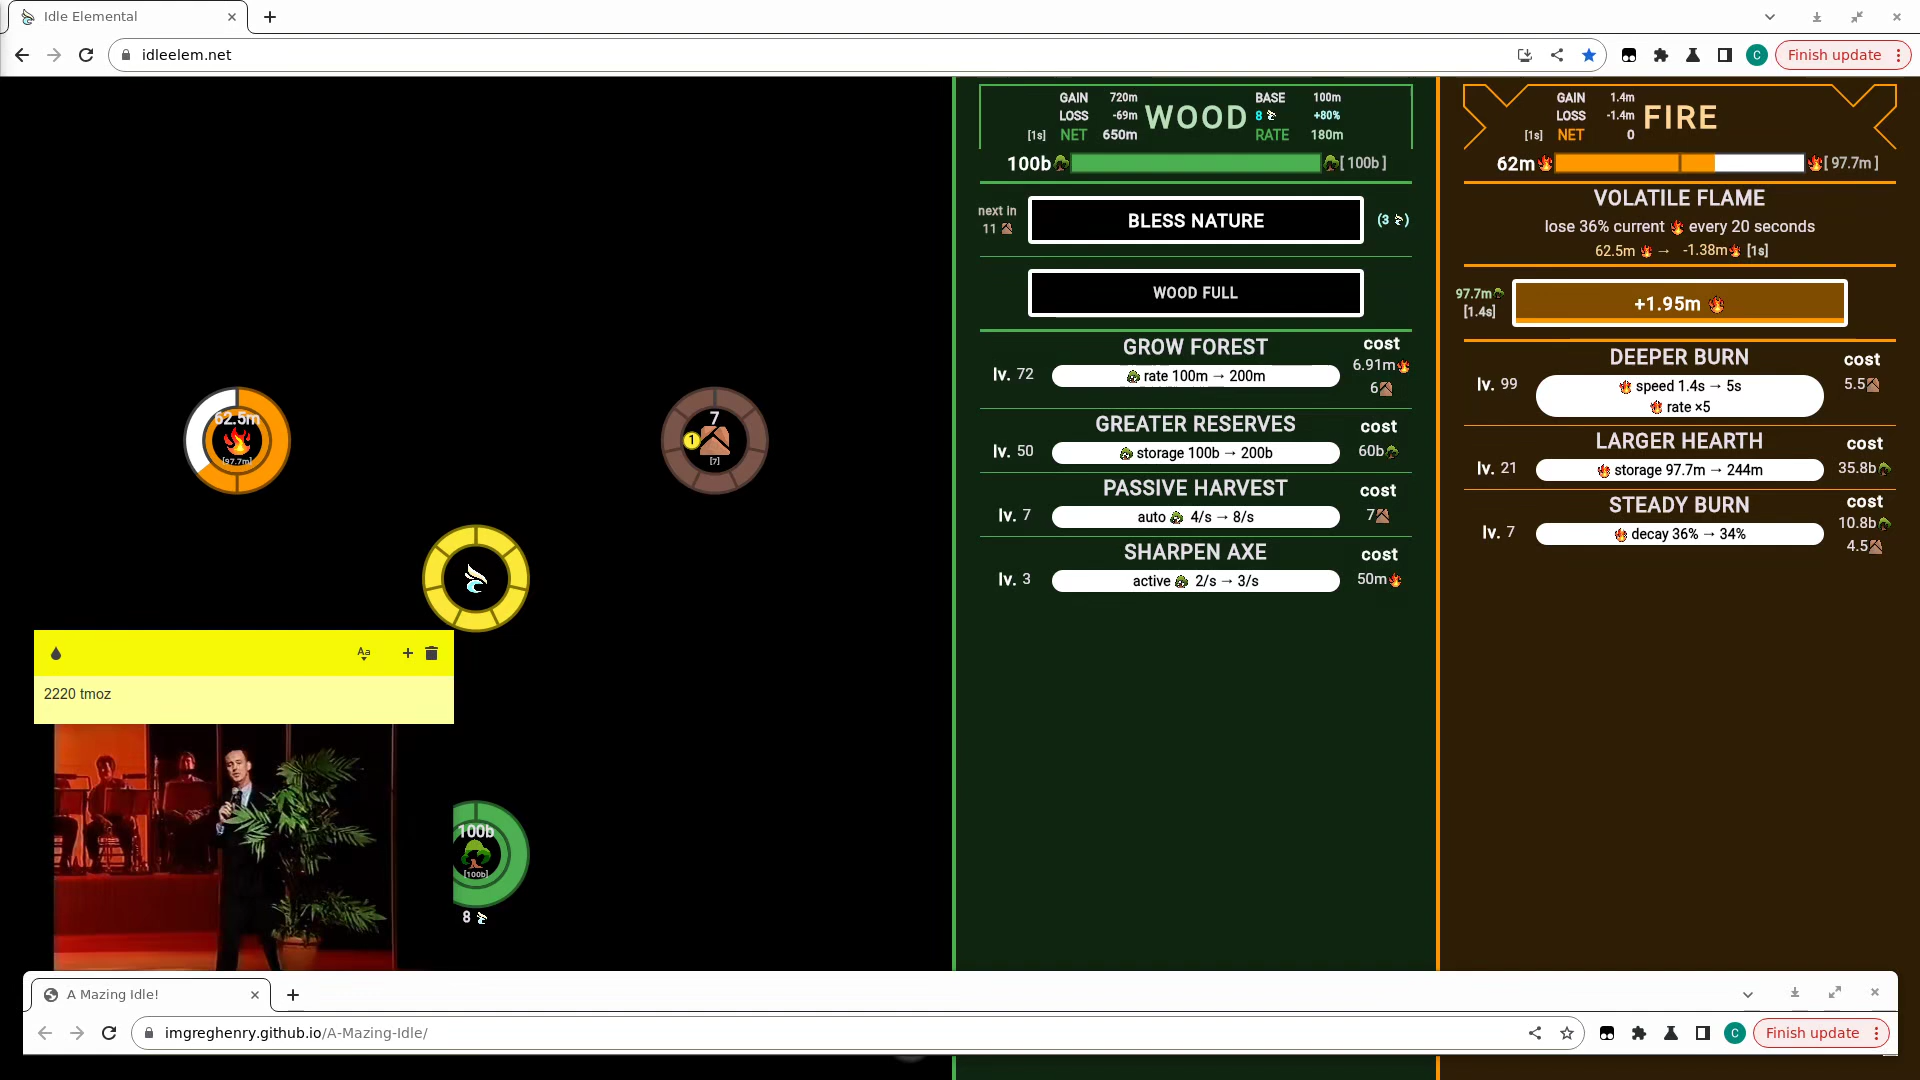 Idle Elemental
idleelem.net
Finish update
62.5m
[97.7m]
7
1
[7]
2220 tmoz
Aa
100b
[100b]
8
GAIN 720m
LOSS -69m
[1s] NET 650m
WOOD
BASE 100m
8 +80%
RATE 180m
100b [ 100b ]
next in
11
BLESS NATURE
(3 )
WOOD FULL
GROW FOREST
cost
lv. 72
rate 100m → 200m
6.91m
6
GREATER RESERVES
cost
lv. 50
storage 100b → 200b
60b
PASSIVE HARVEST
cost
lv. 7
auto 4/s → 8/s
7
SHARPEN AXE
cost
lv. 3
active 2/s → 3/s
50m
GAIN 1.4m
LOSS -1.4m
[1s] NET 0
FIRE
62m [ 97.7m ]
VOLATILE FLAME
lose 36% current every 20 seconds
62.5m → -1.38m [1s]
97.7m
[1.4s]
+1.95m
DEEPER BURN
cost
lv. 99
speed 1.4s → 5s
rate ×5
5.5
LARGER HEARTH
cost
lv. 21
storage 97.7m → 244m
35.8b
STEADY BURN
cost
lv. 7
decay 36% → 34%
10.8b
4.5
A Mazing Idle!
imgreghenry.github.io/A-Mazing-Idle/
C
Finish update